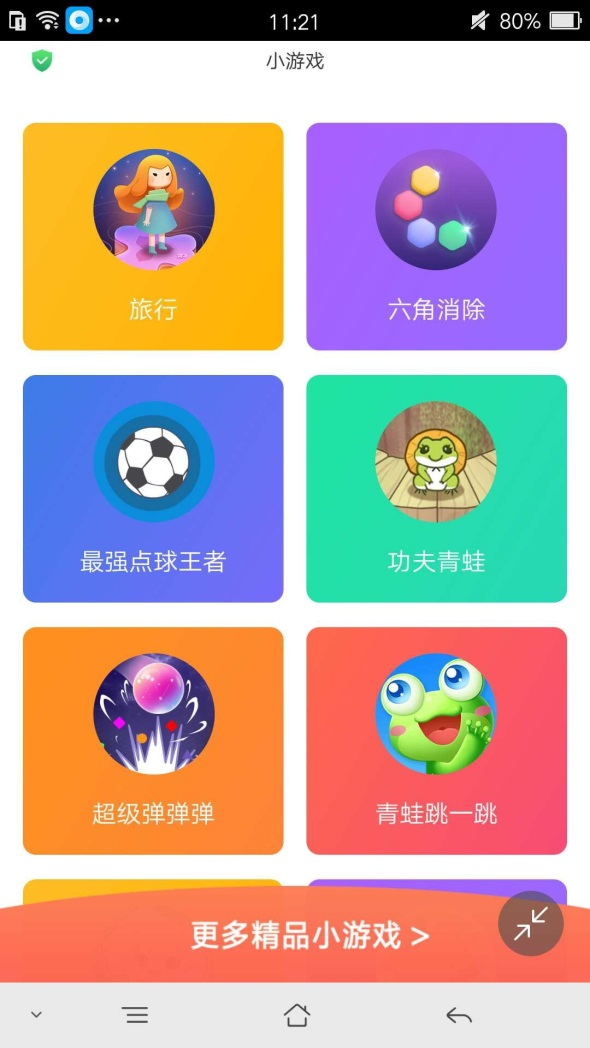 11:21
80%
小游戏
旅行
六角消除
最强点球王者
功夫青蛙
超级弹弹弹
青蛙跳一跳
更多精品小游戏 >